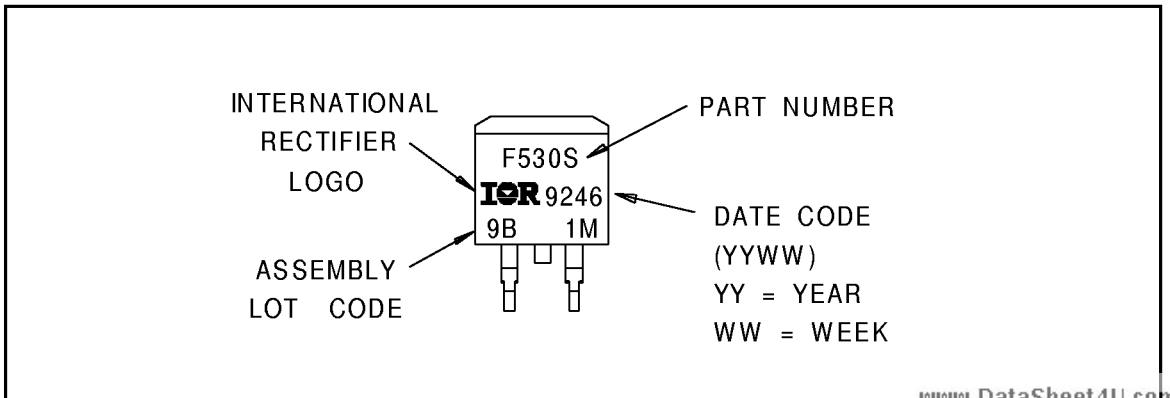 INTERNATIONAL
RECTIFIER
LOGO
PART NUMBER
F530S
IOR 9246
9B 1M
ASSEMBLY
LOT CODE
DATE CODE
(YYWW)
YY = YEAR
WW = WEEK
www.DataSheet4U.com